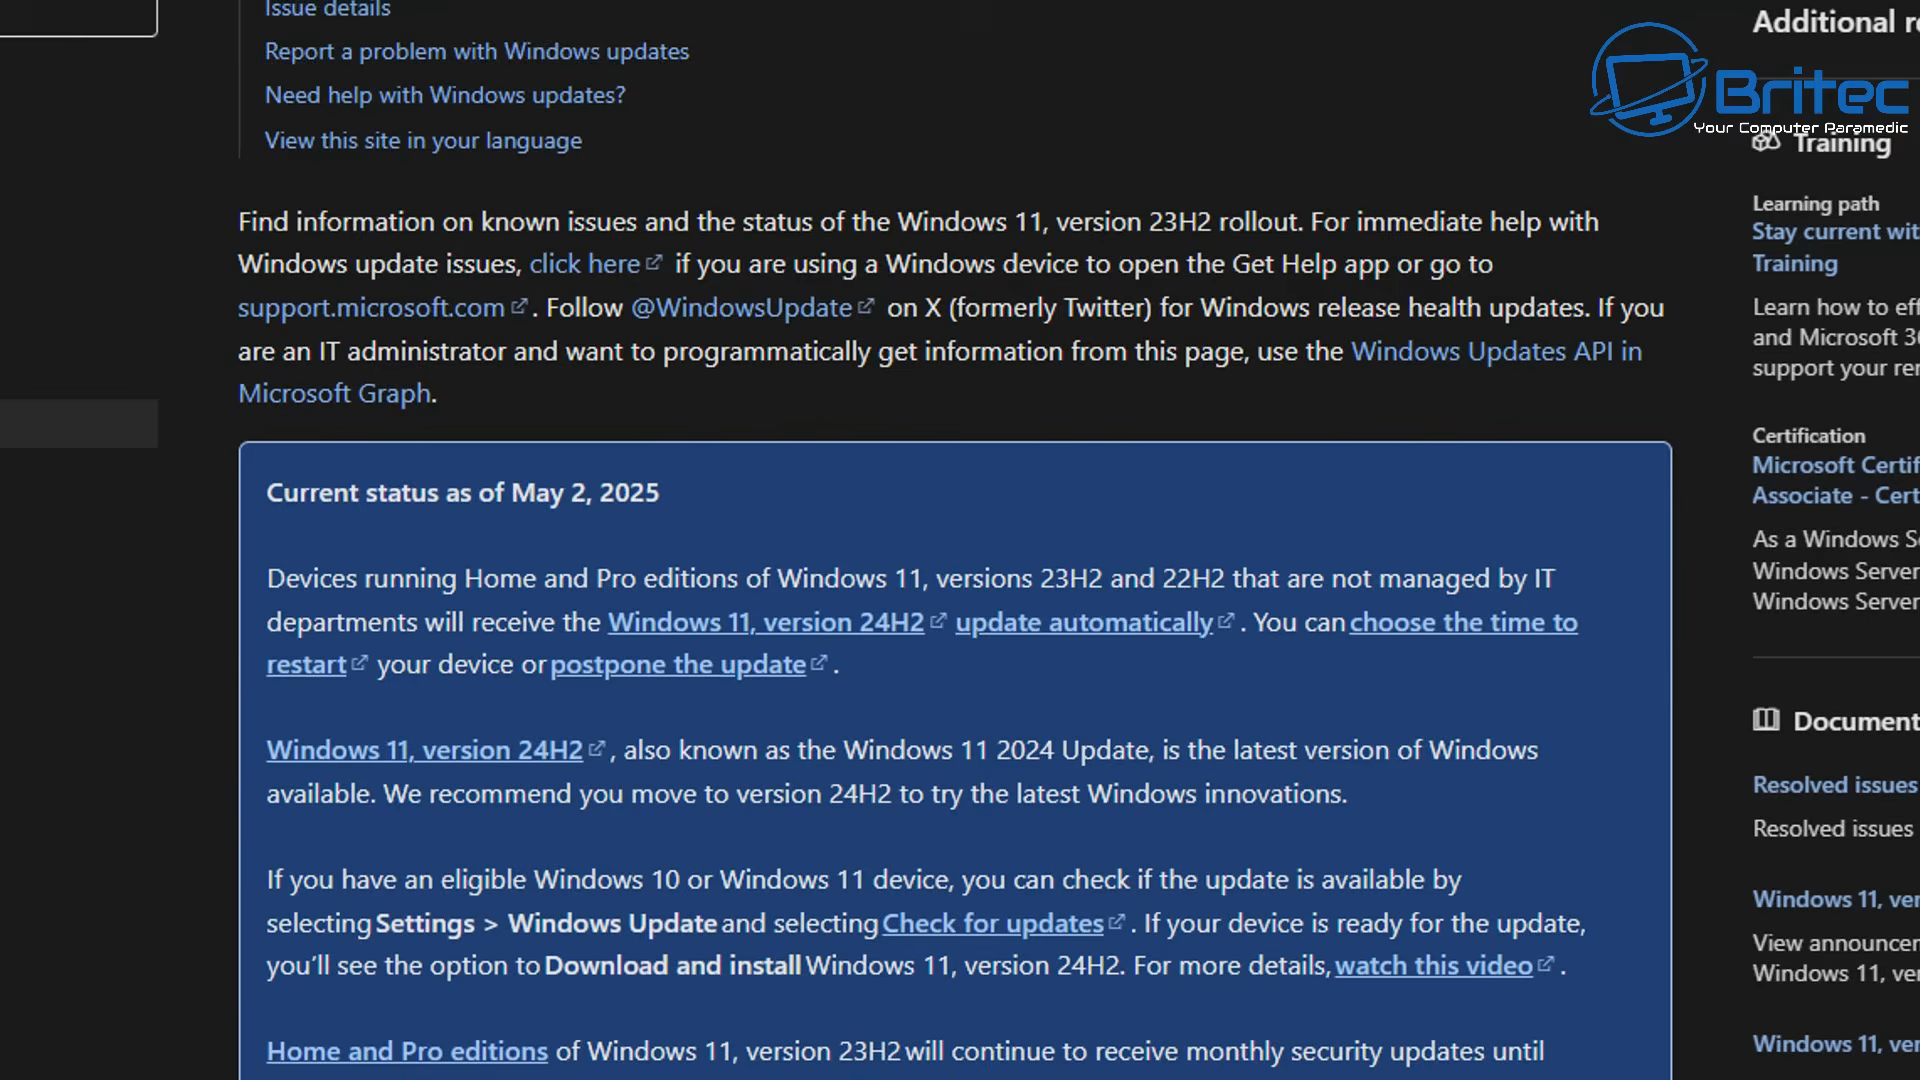 Issue details
Report a problem with Windows updates
Need help with Windows updates?
View this site in your language
Find information on known issues and the status of the Windows 11, version 23H2 rollout. For immediate help with
Windows update issues, click here if you are using a Windows device to open the Get Help app or go to
support.microsoft.com. Follow @WindowsUpdate on X (formerly Twitter) for Windows release health updates. If you
are an IT administrator and want to programmatically get information from this page, use the Windows Updates API in
Microsoft Graph.
Current status as of May 2, 2025
Devices running Home and Pro editions of Windows 11, versions 23H2 and 22H2 that are not managed by IT
departments will receive the Windows 11, version 24H2 update automatically. You can choose the time to
restart your device or postpone the update.
Windows 11, version 24H2, also known as the Windows 11 2024 Update, is the latest version of Windows
available. We recommend you move to version 24H2 to try the latest Windows innovations.
If you have an eligible Windows 10 or Windows 11 device, you can check if the update is available by
selecting Settings > Windows Update and selecting Check for updates. If your device is ready for the update,
you'll see the option to Download and install Windows 11, version 24H2. For more details, watch this video.
Home and Pro editions of Windows 11, version 23H2 will continue to receive monthly security updates until
Additional re
Britec
Your Computer Paramedic
Training
Learning path
Stay current wit
Training
Learn how to eff
and Microsoft 36
support your rem
Certification
Microsoft Certif
Associate - Cert
As a Windows Se
Windows Server
Windows Server
Document
Resolved issues
Resolved issues
Windows 11, ver
View announcem
Windows 11, ver
Windows 11, ver